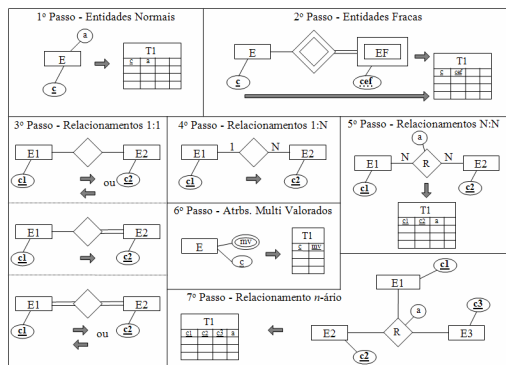 1º Passo - Entidades Normais
a
E
c
T1
c a
2º Passo - Entidades Fracas
E
EF
c
cef
T1
c cef
3º Passo - Relacionamentos 1:1
E1
E2
c1
ou
c2
E1
E2
c1
c2
E1
E2
c1
ou
c2
4º Passo - Relacionamentos 1:N
E1
1
N
E2
c1
c2
5º Passo - Relacionamentos N:N
a
E1
N
R
N
E2
c1
c2
T1
c1 c2 a
6º Passo - Atrbs. Multi Valorados
E
mv
c
T1
c mv
7º Passo - Relacionamento n-ário
T1
c1 c2 c3 a
c1
E1
c3
a
E2
R
E3
c2